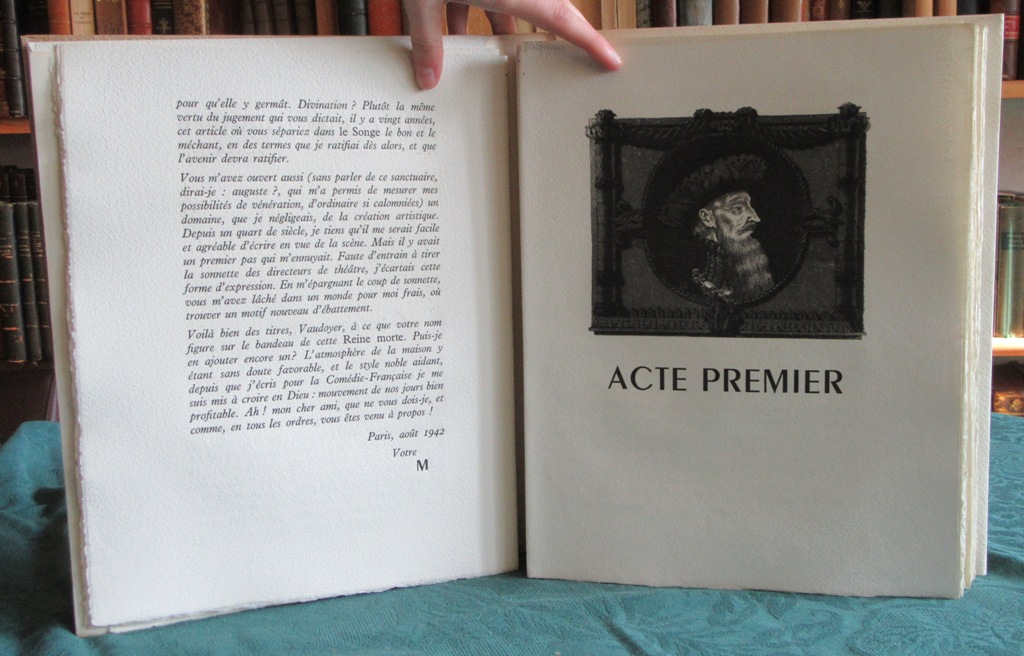 pour qu'elle y germât. Divination ? Plutôt la même
vertu du jugement qui vous dictait, il y a vingt années,
cet article où vous sépariez dans le Songe le bon et le
méchant, en des termes que je ratifiai dès alors, et que
l'avenir devra ratifier.
Vous m'avez ouvert aussi (sans parler de ce sanctuaire,
dirai-je : auguste ?, qui m'a permis de mesurer mes
possibilités de vénération, d'ordinaire si calomniées) un
domaine, que je négligeais, de la création artistique.
Depuis un quart de siècle, je tiens qu'il me serait facile
et agréable d'écrire en vue de la scène. Mais il y avait
un premier pas qui m'ennuyait. Faute d'entrain à tirer
la sonnette des directeurs de théâtre, j'écartais cette
forme d'expression. En m'épargnant le coup de sonnette,
vous m'avez lâché dans un monde pour moi frais, où
trouver un motif nouveau d'ébattement.
Voilà bien des titres, Vaudoyer, à ce que votre nom
figure sur le bandeau de cette Reine morte. Puis-je
en ajouter encore un ? L'atmosphère de la maison y
étant sans doute favorable, et le style noble aidant,
depuis que j'écris pour la Comédie-Française je me
suis mis à croire en Dieu : mouvement de nos jours bien
profitable. Ah ! mon cher ami, que ne vous dois-je, et
comme, en tous les ordres, vous êtes venu à propos !
Paris, août 1942
Votre
M
ACTE PREMIER